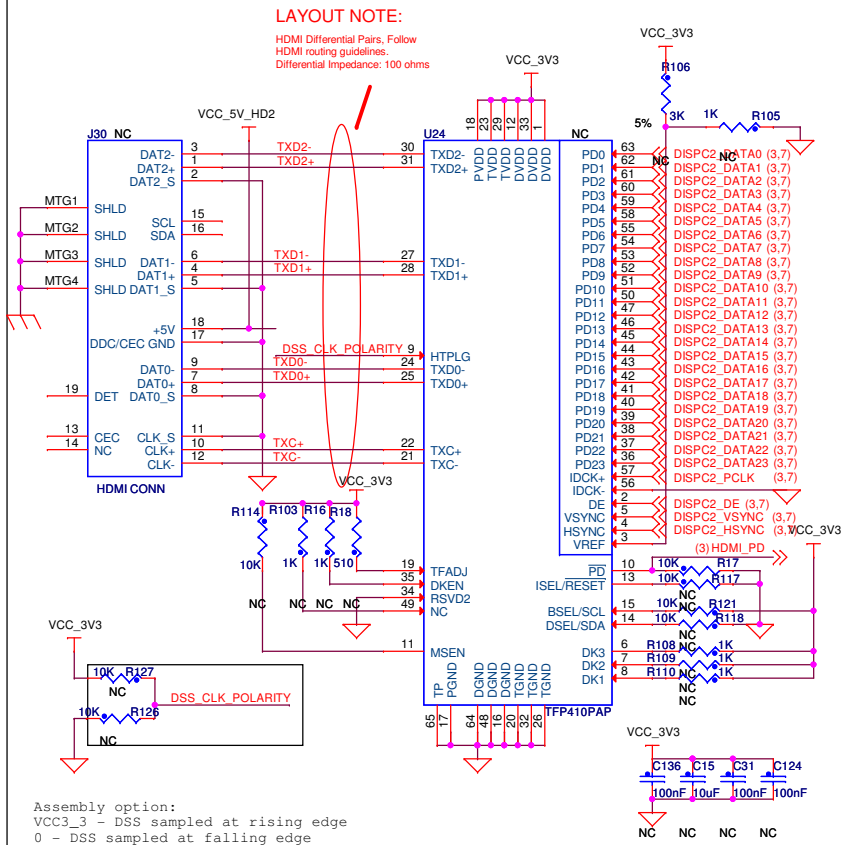 LAYOUT NOTE:
HDMI Differential Pairs, Follow
HDMI routing guidelines.
Differential Impedance: 100 ohms
VCC_3V3
VCC_3V3
R106
3K
5%
1K
R105
VCC_5V_HD2
J30 NC
U24
NC
18
23
29
12
33
1
PVDD
TVDD
TVDD
DVDD
DVDD
DVDD
DAT2- 3 TXD2- 30 TXD2-
DAT2+ 1 TXD2+ 31 TXD2+
DAT2_S 2
MTG1 SHLD
MTG2 SHLD
MTG3 SHLD
MTG4 SHLD
SCL 15
SDA 16
DAT1- 6 TXD1- 27 TXD1-
DAT1+ 4 TXD1+ 28 TXD1+
DAT1_S 5
+5V 18
DDC/CEC GND 17
DSS_CLK_POLARITY 9 HTPLG
DAT0- 9 TXD0- 24 TXD0-
DAT0+ 7 TXD0+ 25 TXD0+
19 DET DAT0_S 8
13 CEC CLK_S 11
14 NC CLK+ 10 TXC+ 22 TXC+
CLK- 12 TXC- 21 TXC-
HDMI CONN
PD0 63 DISPC2_DATA0 (3,7)
NC NC
PD1 62 DISPC2_DATA1 (3,7)
PD2 61 DISPC2_DATA2 (3,7)
PD3 60 DISPC2_DATA3 (3,7)
PD4 59 DISPC2_DATA4 (3,7)
PD5 58 DISPC2_DATA5 (3,7)
PD6 55 DISPC2_DATA6 (3,7)
PD7 54 DISPC2_DATA7 (3,7)
PD8 53 DISPC2_DATA8 (3,7)
PD9 52 DISPC2_DATA9 (3,7)
PD10 51 DISPC2_DATA10 (3,7)
PD11 50 DISPC2_DATA11 (3,7)
PD12 47 DISPC2_DATA12 (3,7)
PD13 46 DISPC2_DATA13 (3,7)
PD14 45 DISPC2_DATA14 (3,7)
PD15 44 DISPC2_DATA15 (3,7)
PD16 43 DISPC2_DATA16 (3,7)
PD17 42 DISPC2_DATA17 (3,7)
PD18 41 DISPC2_DATA18 (3,7)
PD19 40 DISPC2_DATA19 (3,7)
PD20 39 DISPC2_DATA20 (3,7)
PD21 38 DISPC2_DATA21 (3,7)
PD22 37 DISPC2_DATA22 (3,7)
PD23 36 DISPC2_DATA23 (3,7)
IDCK+ 57 DISPC2_PCLK (3,7)
IDCK- 56
DE 2 DISPC2_DE (3,7)
VSYNC 5 DISPC2_VSYNC (3,7)
HSYNC 4 DISPC2_HSYNC (3,7)
VREF 3
VCC_3V3
(3) HDMI_PD
VCC_3V3
R114 R103 R16 R18
10K 1K 1K 510
NC NC NC NC
19 TFADJ
35 DKEN
34 RSVD2
49 NC
11 MSEN
PD 10 10K R17
ISEL/RESET 13 10K R117
NC
BSEL/SCL 15 10K R121
NC
DSEL/SDA 14 10K R118
NC
DK3 6 R108 1K
DK2 7 R109 1K
DK1 8 R110 1K
NC
NC
TP
PGND
DGND
DGND
DGND
TGND
TGND
TGND
65
17
64
48
16
20
32
26
TFP410PAP
VCC_3V3
10K R127
NC
DSS_CLK_POLARITY
10K R126
NC
VCC_3V3
C136 C15 C31 C124
100nF 10uF 100nF 100nF
NC NC NC NC
Assembly option:
VCC3_3 - DSS sampled at rising edge
0 - DSS sampled at falling edge